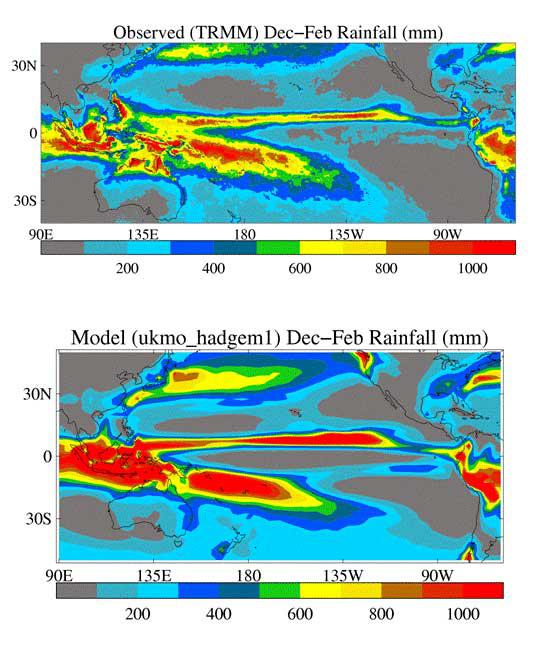 Observed (TRMM) Dec−Feb Rainfall (mm)
30N
0
30S
90E 135E 180 135W 90W
200 400 600 800 1000
Model (ukmo_hadgem1) Dec−Feb Rainfall (mm)
30N
0
30S
90E 135E 180 135W 90W
200 400 600 800 1000